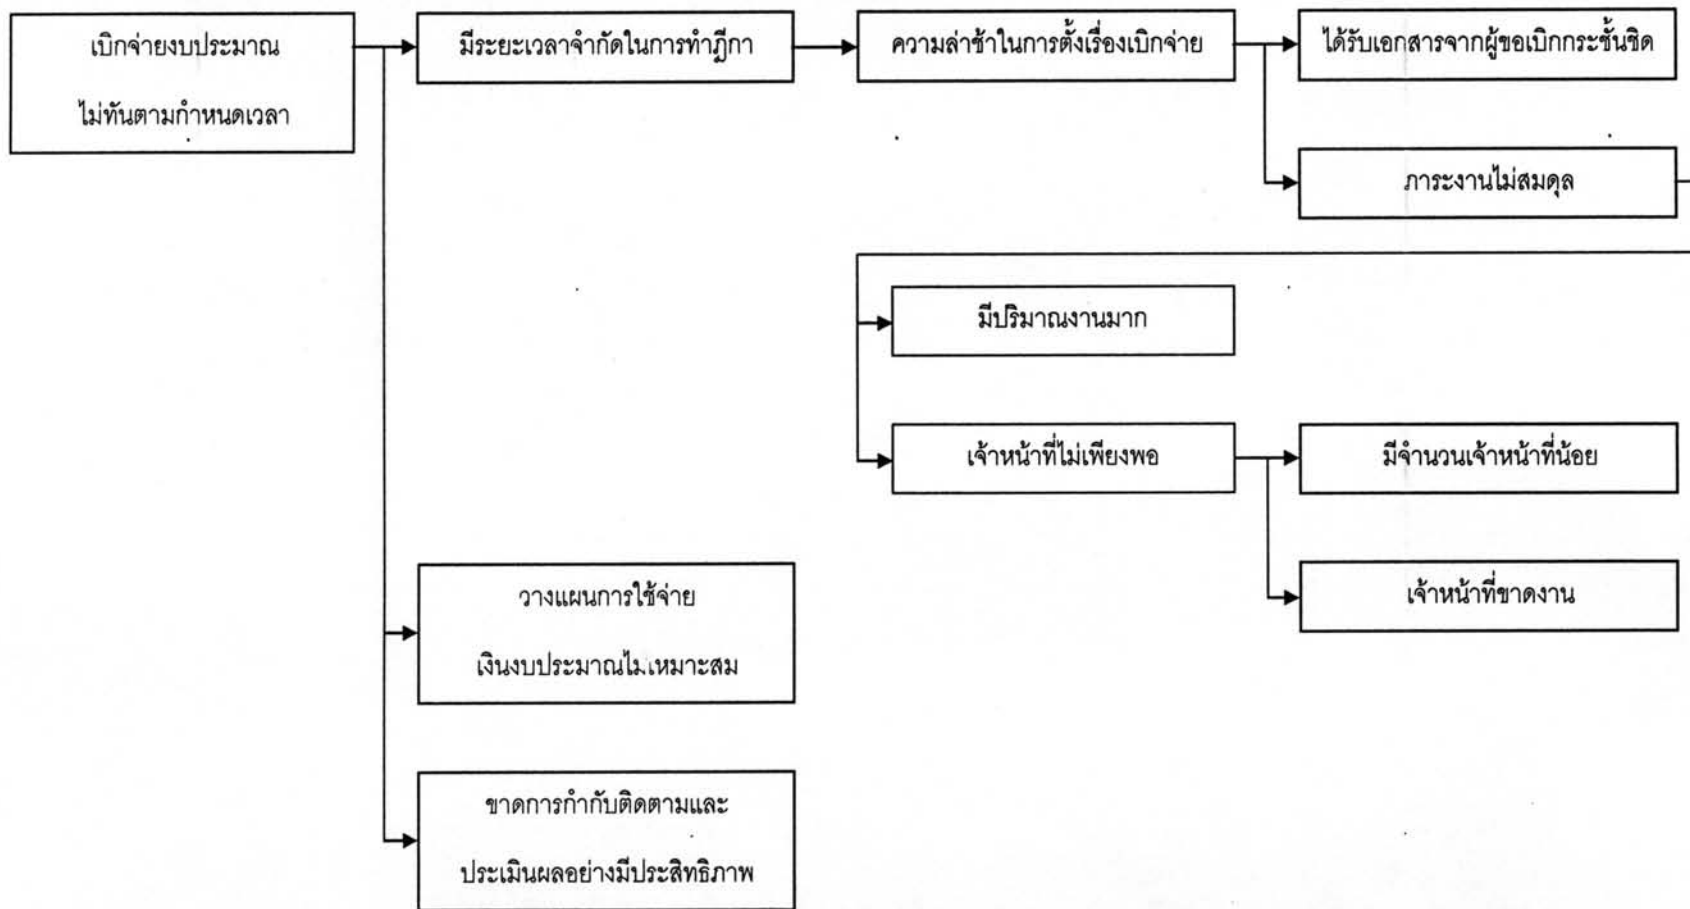 เบิกจ่ายงบประมาณ
ไม่ทันตามกำหนดเวลา
มีระยะเวลาจำกัดในการทำฎีกา
ความล่าช้าในการตั้งเรื่องเบิกจ่าย
ได้รับเอกสารจากผู้ขอเบิกกระชั้นชิด
ภาระงานไม่สมดุล
มีปริมาณงานมาก
เจ้าหน้าที่ไม่เพียงพอ
มีจำนวนเจ้าหน้าที่น้อย
เจ้าหน้าที่ขาดงาน
วางแผนการใช้จ่าย
เงินงบประมาณไม่เหมาะสม
ขาดการกำกับติดตามและ
ประเมินผลอย่างมีประสิทธิภาพ